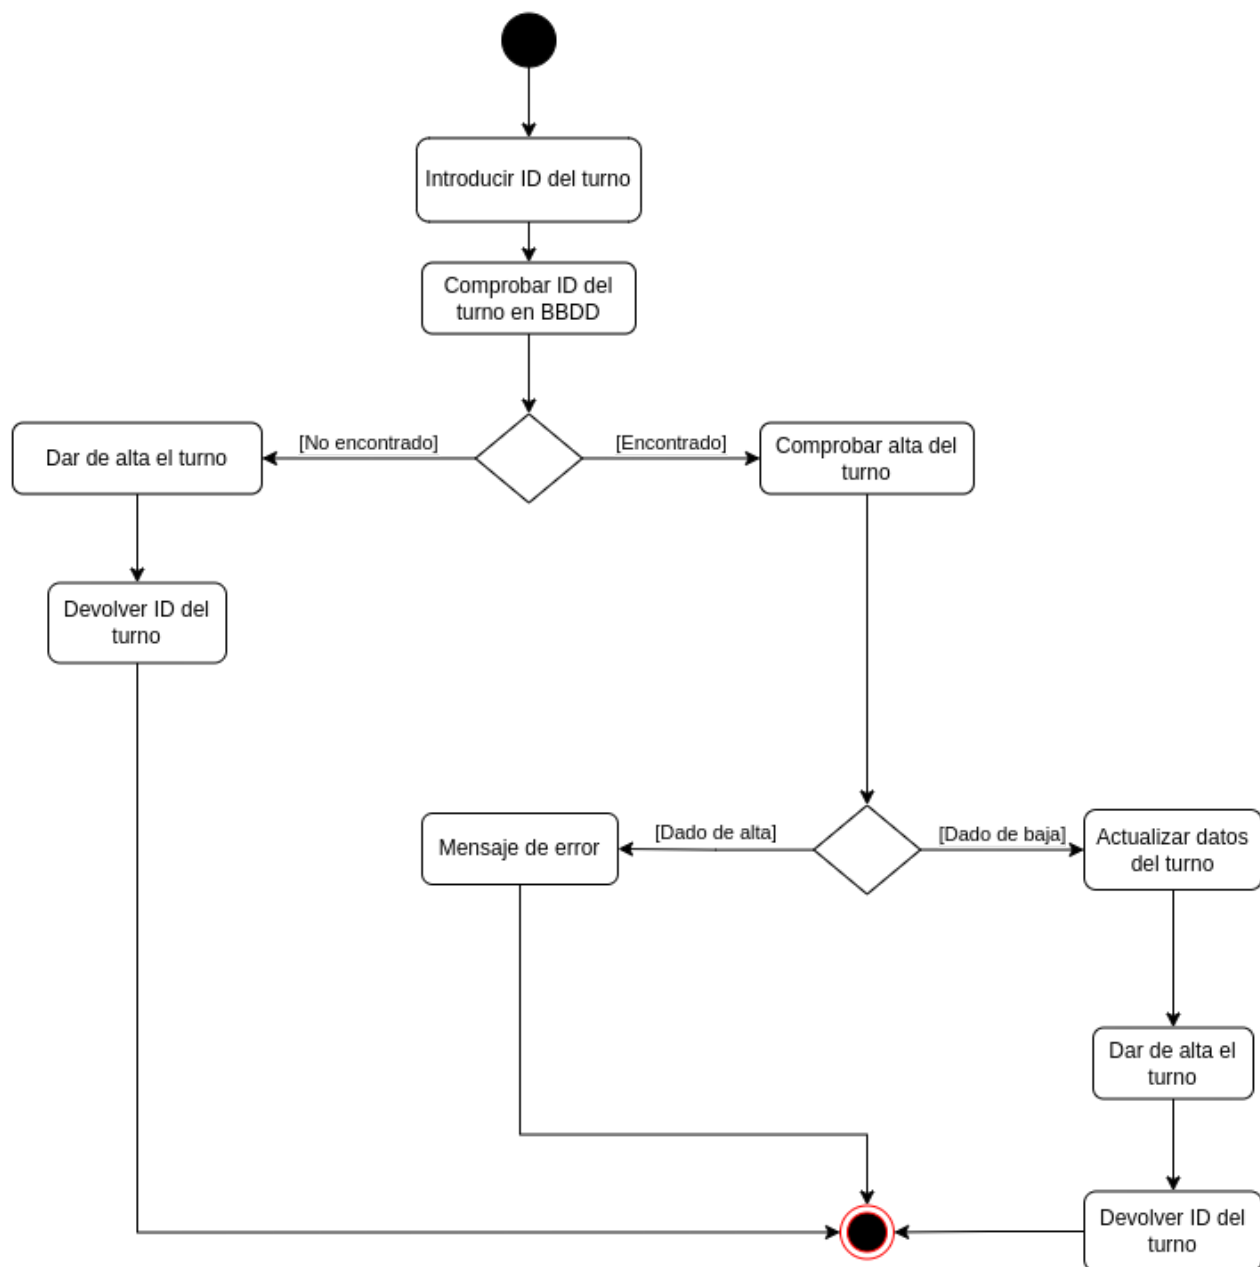 Introducir ID del turno
Comprobar ID del
turno en BBDD
[No encontrado]
[Encontrado]
Dar de alta el turno
Comprobar alta del
turno
Devolver ID del
turno
Mensaje de error
[Dado de alta]
[Dado de baja]
Actualizar datos
del turno
Dar de alta el
turno
Devolver ID del
turno